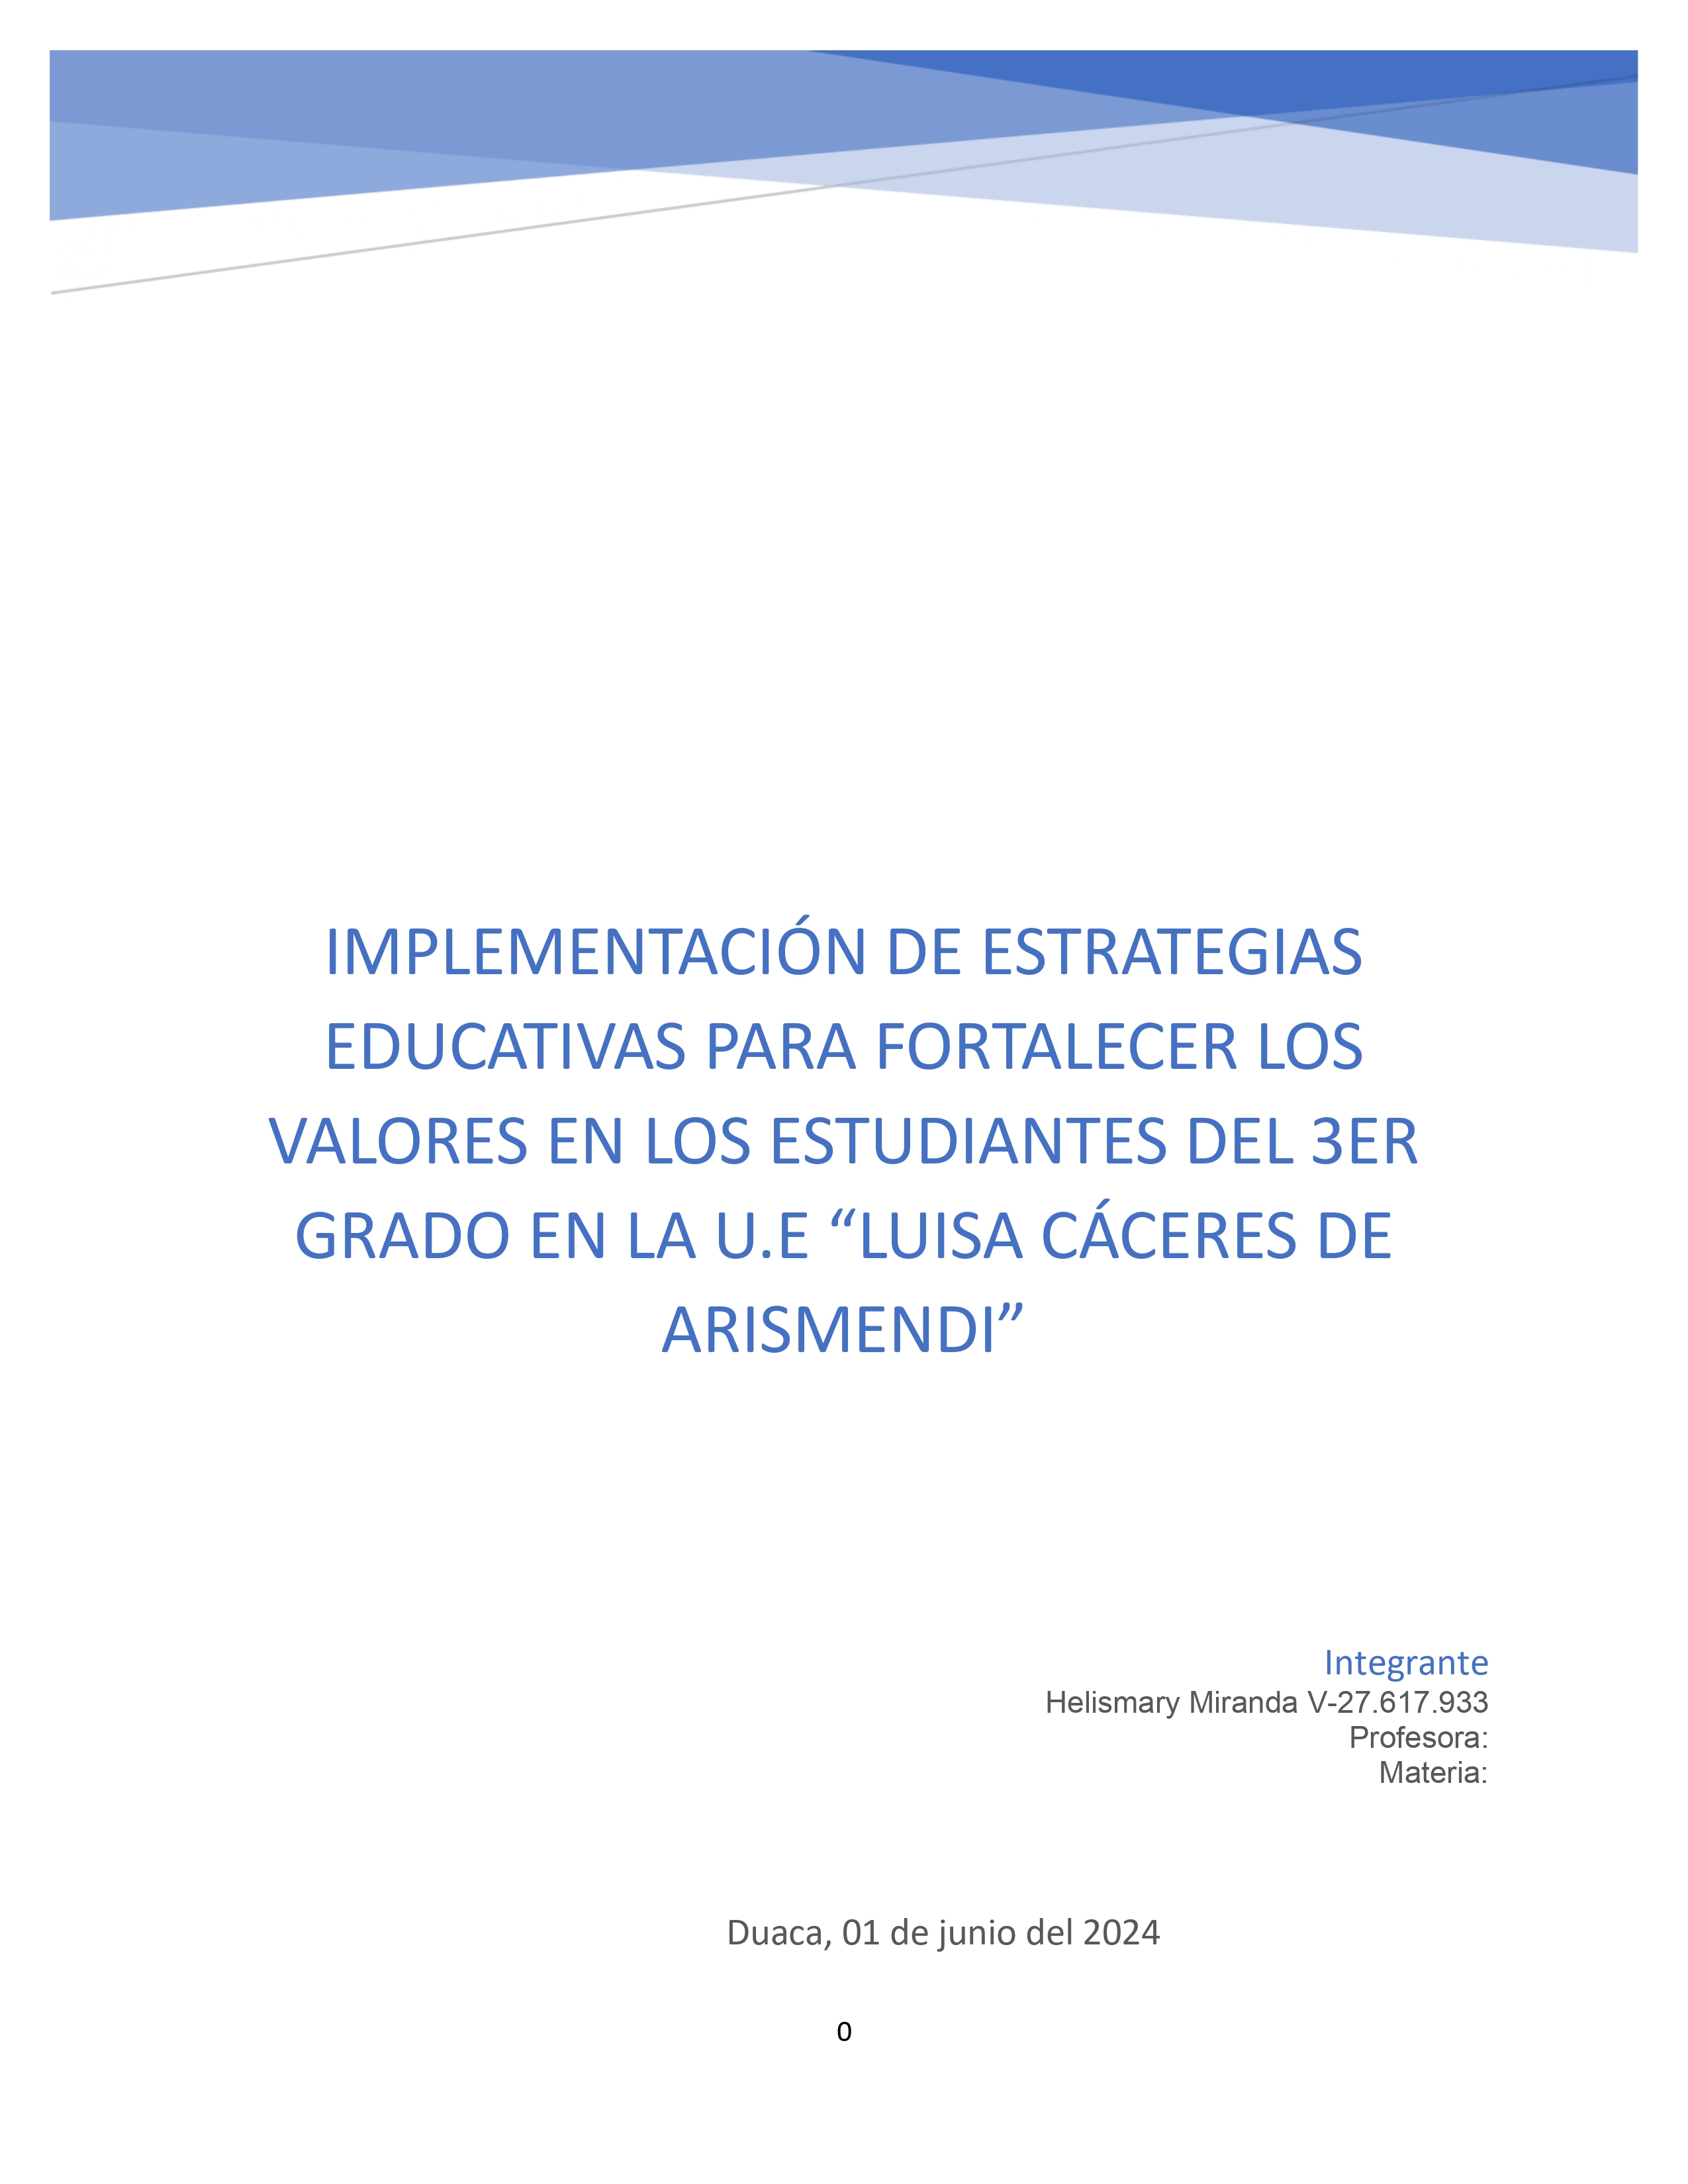 IMPLEMENTACIÓN DE ESTRATEGIAS
EDUCATIVAS PARA FORTALECER LOS
VALORES EN LOS ESTUDIANTES DEL 3ER
GRADO EN LA U.E “LUISA CÁCERES DE
ARISMENDI”
Integrante
Helismary Miranda V-27.617.933
Profesora:
Materia:
Duaca, 01 de junio del 2024
0